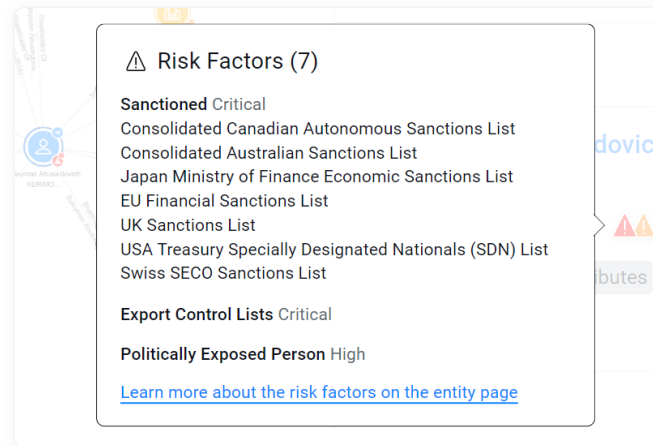 Risk Factors (7)
Sanctioned Critical
Consolidated Canadian Autonomous Sanctions List
Consolidated Australian Sanctions List
Japan Ministry of Finance Economic Sanctions List
EU Financial Sanctions List
UK Sanctions List
USA Treasury Specially Designated Nationals (SDN) List
Swiss SECO Sanctions List
Export Control Lists Critical
Politically Exposed Person High
Learn more about the risk factors on the entity page
KERIMO...
dovic
ibutes